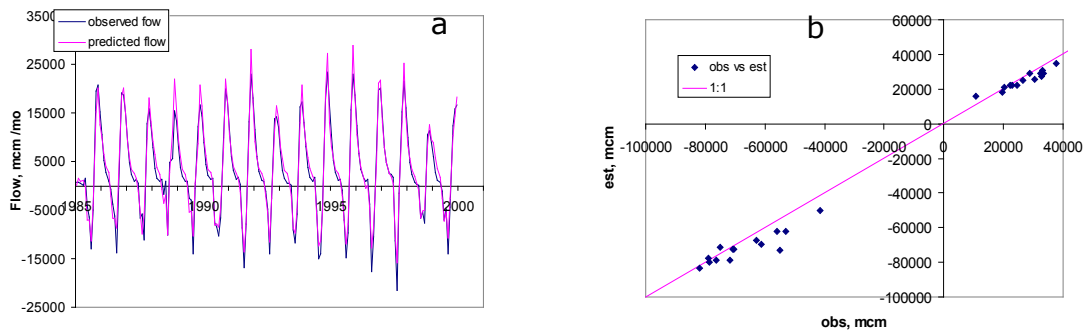 a
observed fow
predicted flow
Flow, mcm /mo
35000
25000
15000
5000
-5000
-15000
-25000
1985
1990
1995
2000
b
obs vs est
1:1
est, mcm
60000
40000
20000
0
-20000
-40000
-60000
-80000
-100000
-100000 -80000 -60000 -40000 -20000 0 20000 40000
obs, mcm